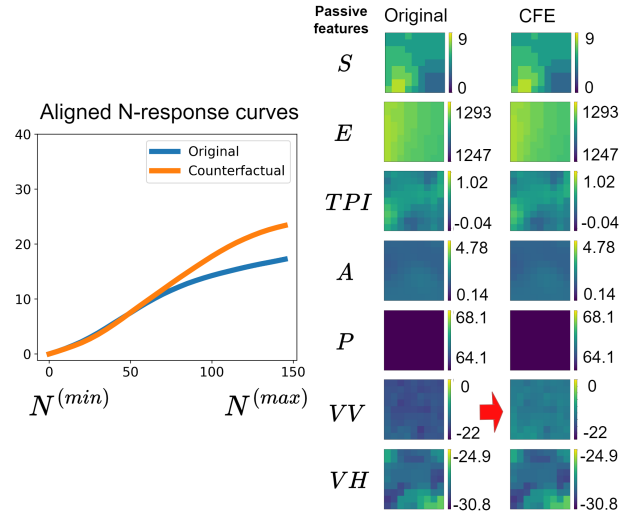 Passive features
Original
CFE
Aligned N-response curves
Original
Counterfactual
40
30
20
10
0
0
50
100
150
N^(min)
N^(max)
S
9
0
9
0
E
1293
1247
1293
1247
TPI
1.02
-0.04
1.02
-0.04
A
4.78
0.14
4.78
0.14
P
68.1
64.1
68.1
64.1
VV
0
-22
0
-22
VH
-24.9
-30.8
-24.9
-30.8